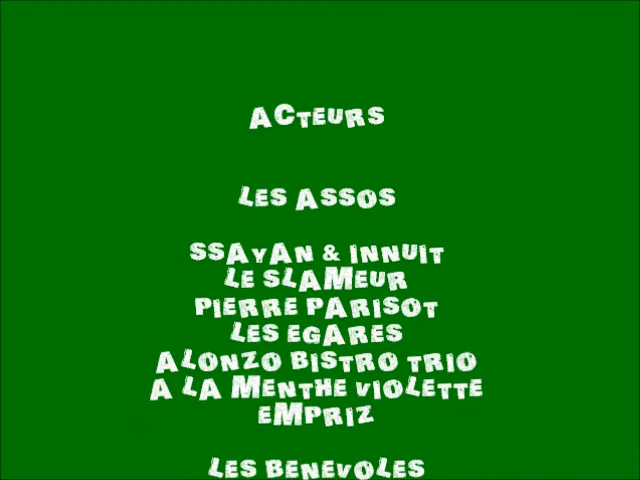 ACTEURS
LES ASSOS
SSAYAN & INNUIT
LE SLAMEUR
PIERRE PARISOT
LES EGARES
ALONZO BISTRO TRIO
A LA MENTHE VIOLETTE
EMPRIZ
LES BENEVOLES